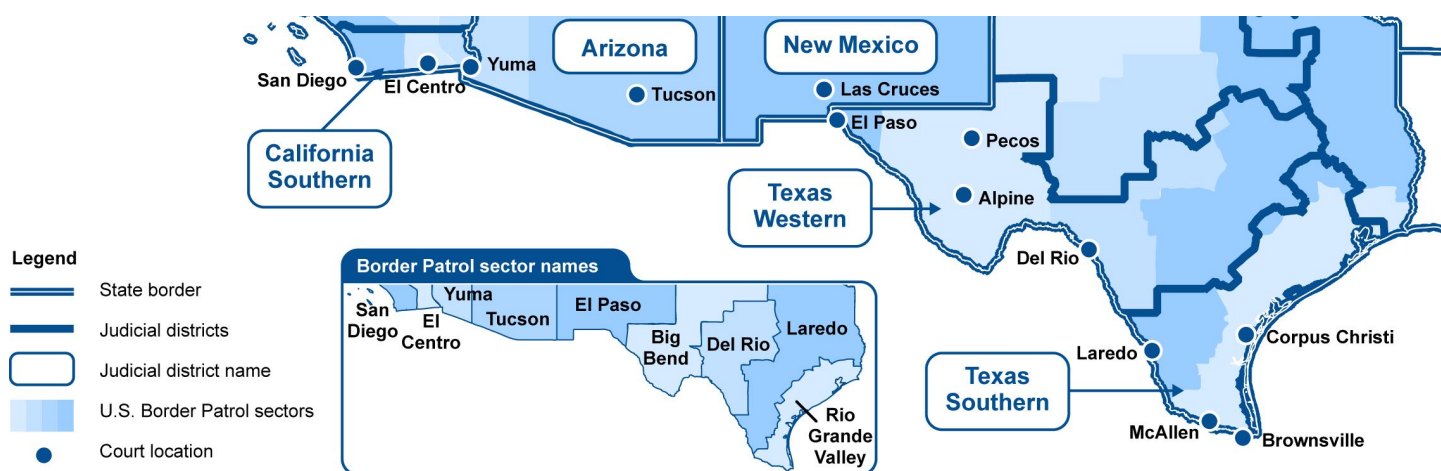 Arizona
New Mexico
San Diego
El Centro
Yuma
Tucson
Las Cruces
El Paso
Pecos
California
Southern
Texas
Western
Alpine
Del Rio
Legend
State border
Judicial districts
Judicial district name
U.S. Border Patrol sectors
Court location
Border Patrol sector names
San
Diego
El
Centro
Yuma
Tucson
El Paso
Big
Bend
Del Rio
Laredo
Rio
Grande
Valley
Laredo
Corpus Christi
Texas
Southern
McAllen
Brownsville